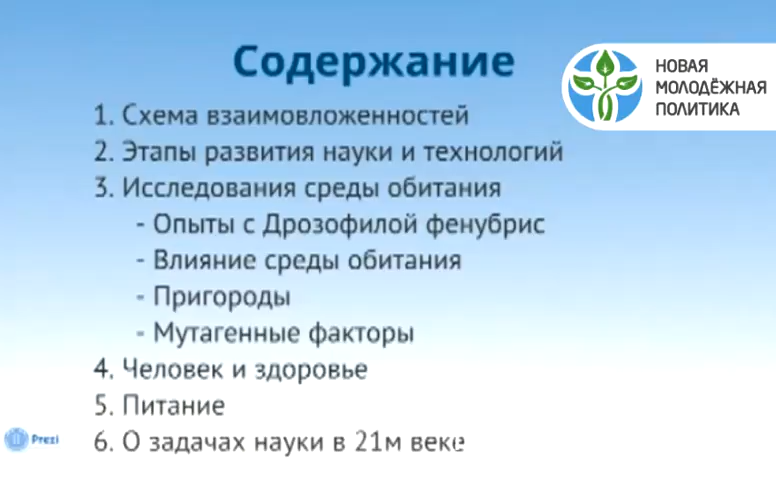 Содержание
НОВАЯ
МОЛОДЁЖНАЯ
ПОЛИТИКА
1. Схема взаимовложенностей
2. Этапы развития науки и технологий
3. Исследования среды обитания
- Опыты с Дрозофилой фенубрис
- Влияние среды обитания
- Пригороды
- Мутагенные факторы
4. Человек и здоровье
5. Питание
6. О задачах науки в 21м веке
Prezi